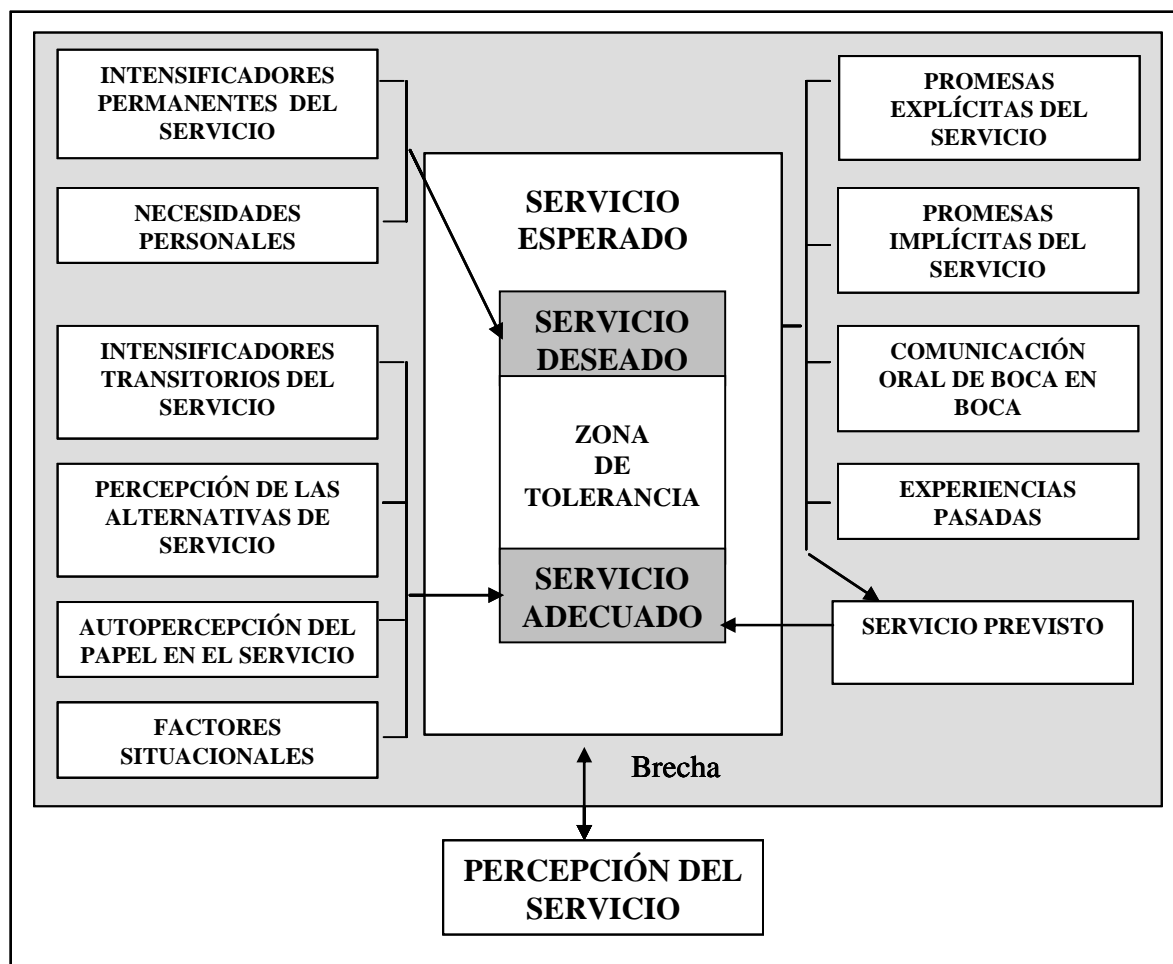 INTENSIFICADORES
PERMANENTES DEL
SERVICIO
NECESIDADES
PERSONALES
INTENSIFICADORES
TRANSITORIOS DEL
SERVICIO
PERCEPCIÓN DE LAS
ALTERNATIVAS DE
SERVICIO
AUTOPERCEPCIÓN DEL
PAPEL EN EL SERVICIO
FACTORES
SITUACIONALES
SERVICIO
ESPERADO
SERVICIO
DESEADO
ZONA
DE
TOLERANCIA
SERVICIO
ADECUADO
PROMESAS
EXPLÍCITAS DEL
SERVICIO
PROMESAS
IMPLÍCITAS DEL
SERVICIO
COMUNICACIÓN
ORAL DE BOCA EN
BOCA
EXPERIENCIAS
PASADAS
SERVICIO PREVISTO
Brecha
PERCEPCIÓN DEL
SERVICIO